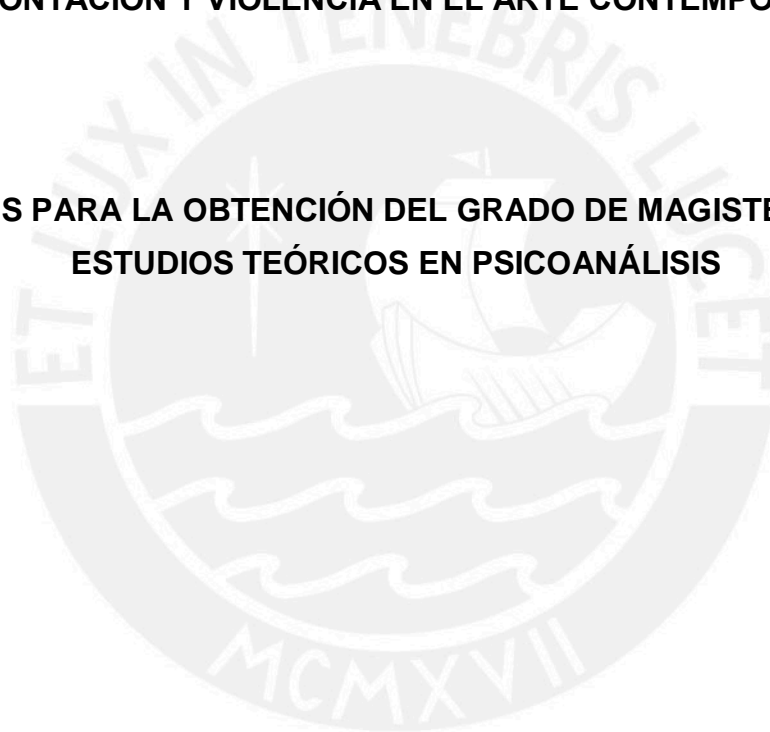 ONTACIÓN Y VIOLENCIA EN EL ARTE CONTEMPO
S PARA LA OBTENCIÓN DEL GRADO DE MAGISTE
ESTUDIOS TEÓRICOS EN PSICOANÁLISIS
ET LUX IN TENEBRIS LUCET
MCMXVII